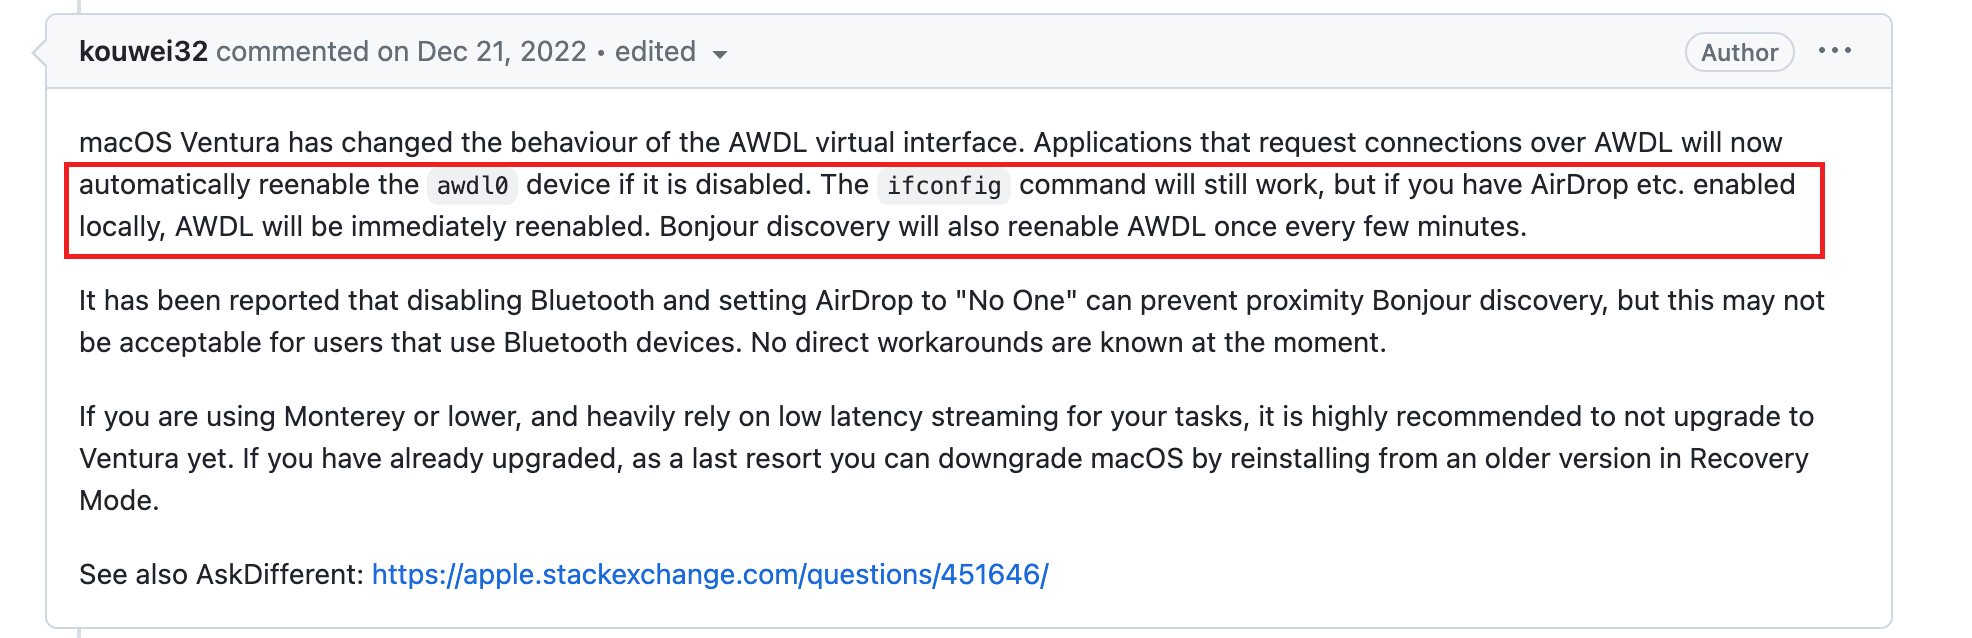 kouwei32 commented on Dec 21, 2022 • edited
Author
macOS Ventura has changed the behaviour of the AWDL virtual interface. Applications that request connections over AWDL will now
automatically reenable the awdl0 device if it is disabled. The ifconfig command will still work, but if you have AirDrop etc. enabled
locally, AWDL will be immediately reenabled. Bonjour discovery will also reenable AWDL once every few minutes.
It has been reported that disabling Bluetooth and setting AirDrop to "No One" can prevent proximity Bonjour discovery, but this may not
be acceptable for users that use Bluetooth devices. No direct workarounds are known at the moment.
If you are using Monterey or lower, and heavily rely on low latency streaming for your tasks, it is highly recommended to not upgrade to
Ventura yet. If you have already upgraded, as a last resort you can downgrade macOS by reinstalling from an older version in Recovery
Mode.
See also AskDifferent: https://apple.stackexchange.com/questions/451646/